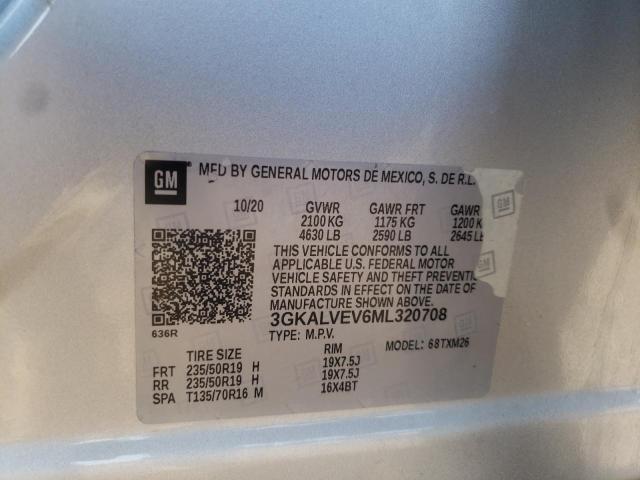 GM ® MFD BY GENERAL MOTORS DE MEXICO, S. DE R.L.
10/20 GVWR GAWR FRT GAWR
2100 KG 1175 KG 1200 KG
4630 LB 2590 LB 2645 LB
THIS VEHICLE CONFORMS TO ALL
APPLICABLE U.S. FEDERAL MOTOR
VEHICLE SAFETY AND THEFT PREVENTIO
STANDARDS IN EFFECT ON THE DATE OF
MANUFACTURE SHOWN ABOVE.
3GKALVEV6ML320708
636R TYPE: M.P.V.
MODEL: 68TXM26
TIRE SIZE RIM
FRT 235/50R19 H 19X7.5J
RR 235/50R19 H 19X7.5J
SPA T135/70R16 M 16X4BT